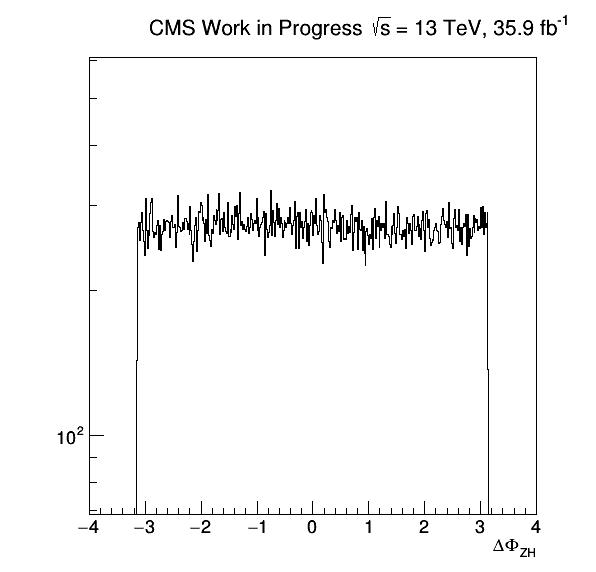 CMS Work in Progress √s = 13 TeV, 35.9 fb⁻¹
10²
−4 −3 −2 −1 0 1 2 3 4
ΔΦ_ZH